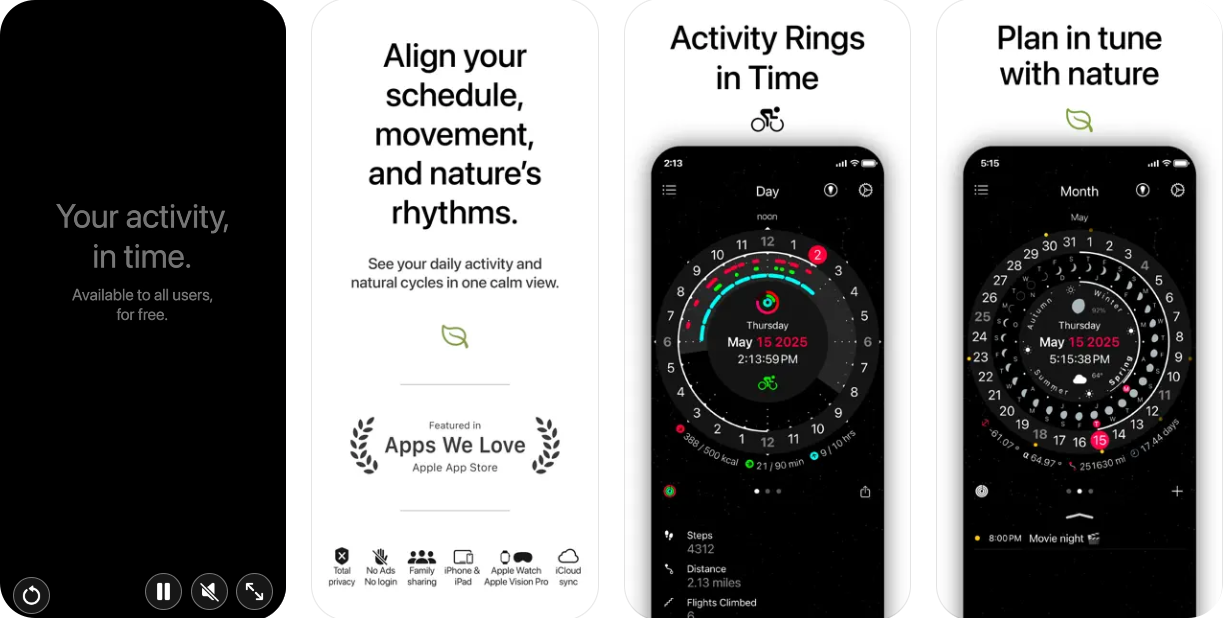 Your activity,
in time.
Available to all users,
for free.
Align your
schedule,
movement,
and nature's
rhythms.
See your daily activity and
natural cycles in one calm view.
Featured in
Apps We Love
Apple App Store
Total
privacy
No Ads
No login
Family
sharing
iPhone &
iPad
Apple Watch
Apple Vision Pro
iCloud
sync
Activity Rings
in Time
2:13
Day
noon
12
1
2
3
4
5
6
7
8
9
10
11
12
1
2
3
4
5
6
7
8
9
10
11
Thursday
May 15 2025
2:13:59 PM
388 / 500 kcal
21 / 90 min
9 / 10 hrs
Steps
4312
Distance
2.13 miles
Flights Climbed
6
Plan in tune
with nature
5:15
Month
May
1
2
3
4
5
6
7
8
9
10
11
12
13
14
15
16
17
18
19
20
21
22
23
24
25
26
27
28
29
30
31
Winter
Spring
Summer
Autumn
92%
Thursday
May 15 2025
5:15:38 PM
64°
-61.07°
α 64.97°
251630 mi
17.44 days
8:00 PM Movie night